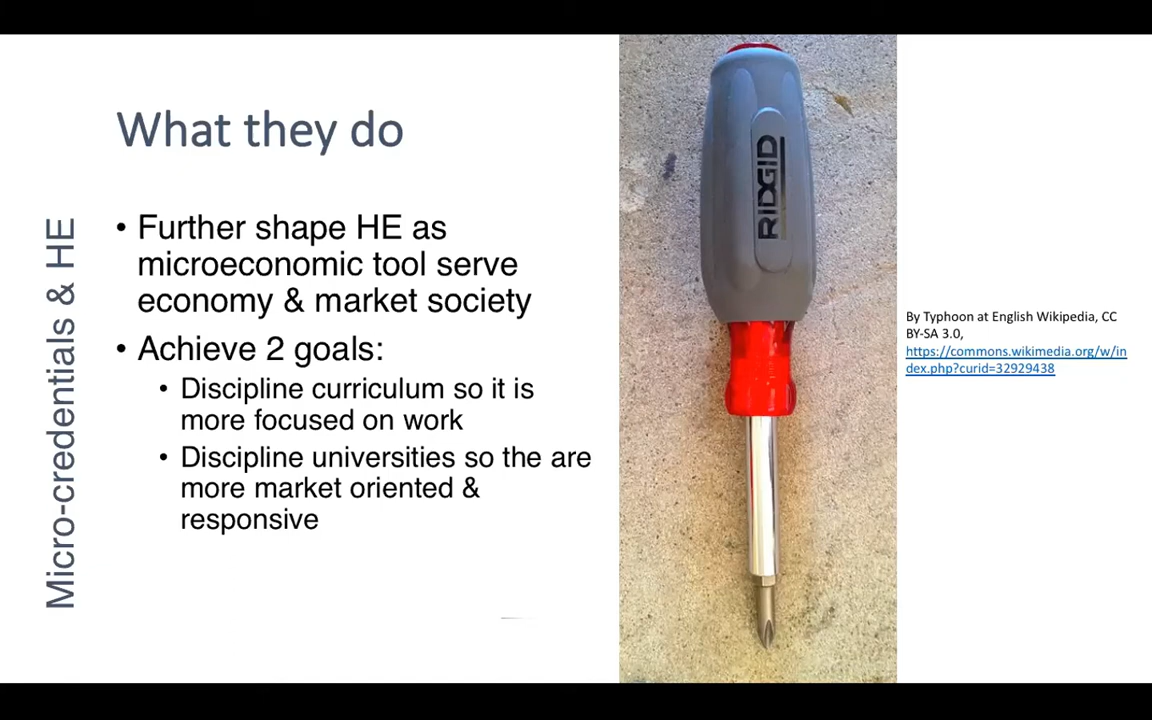 What they do
Micro-credentials & HE
• Further shape HE as
microeconomic tool serve
economy & market society
• Achieve 2 goals:
• Discipline curriculum so it is
more focused on work
• Discipline universities so the are
more market oriented &
responsive
RIDGID
By Typhoon at English Wikipedia, CC
BY-SA 3.0,
https://commons.wikimedia.org/w/in
dex.php?curid=32929438